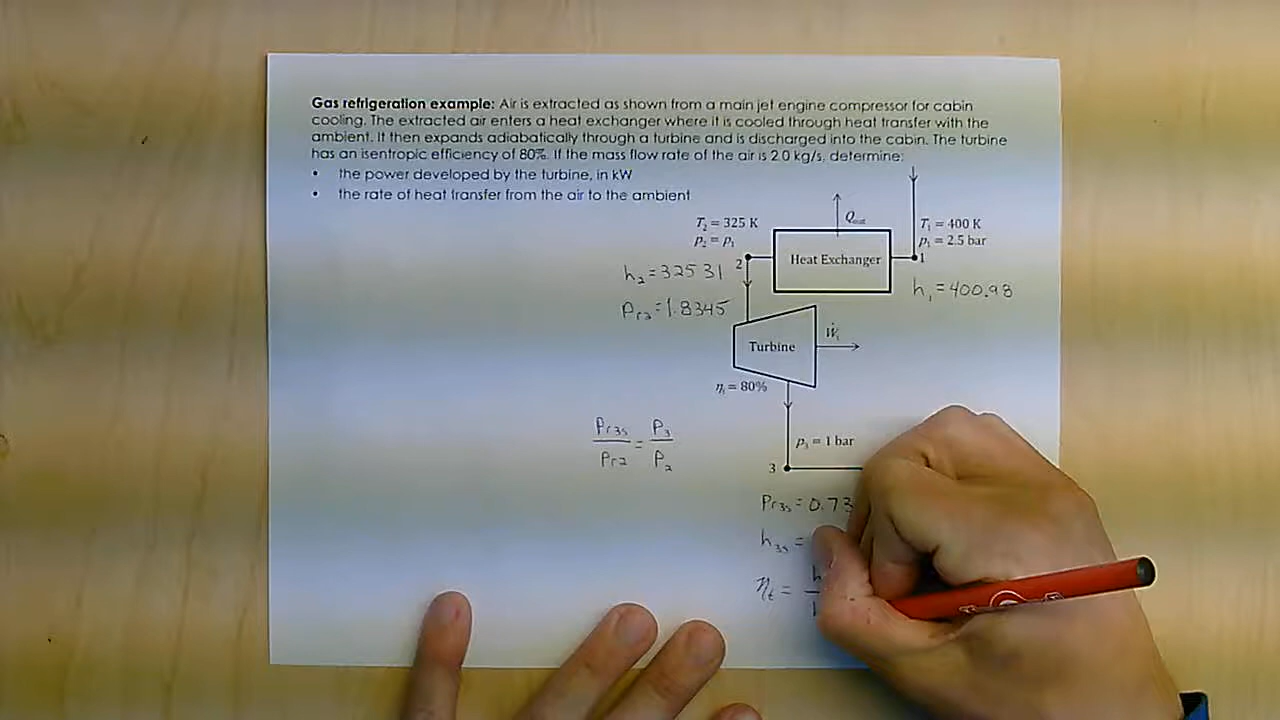 Gas refrigeration example: Air is extracted as shown from a main jet engine compressor for cabin
cooling. The extracted air enters a heat exchanger where it is cooled through heat transfer with the
ambient. It then expands adiabatically through a turbine and is discharged into the cabin. The turbine
has an isentropic efficiency of 80%. If the mass flow rate of the air is 2.0 kg/s, determine:
• the power developed by the turbine, in kW
• the rate of heat transfer from the air to the ambient
T₂ = 325 K
p₂ = p₁
Q̇out
T₁ = 400 K
p₁ = 2.5 bar
2
Heat Exchanger
1
h₂ = 325.31
h₁ = 400.98
Pr2 = 1.8345
Ẇt
Turbine
ηt = 80%
Pr3s / Pr2 = P₃ / P₂
p₃ = 1 bar
3
Pr3s = 0.73
h3s =
ηt = h